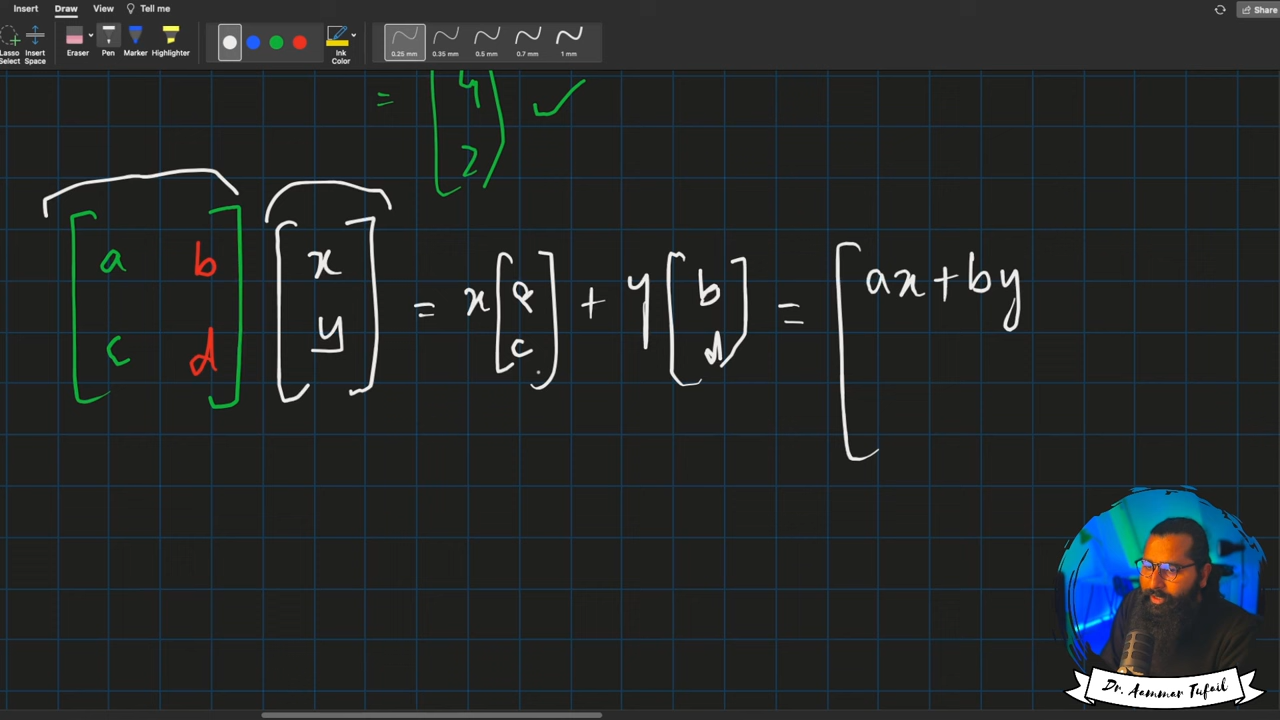 Insert Draw View Tell me Share
Lasso Select Insert Space Eraser Pen Marker Highlighter Ink Color 0.25 mm 0.35 mm 0.5 mm 0.7 mm 1 mm
= [4
2] ✓
[a b
c d] [x
y] = x[a
c] + y[b
d] = [ax+by
Dr. Aammar Tufail